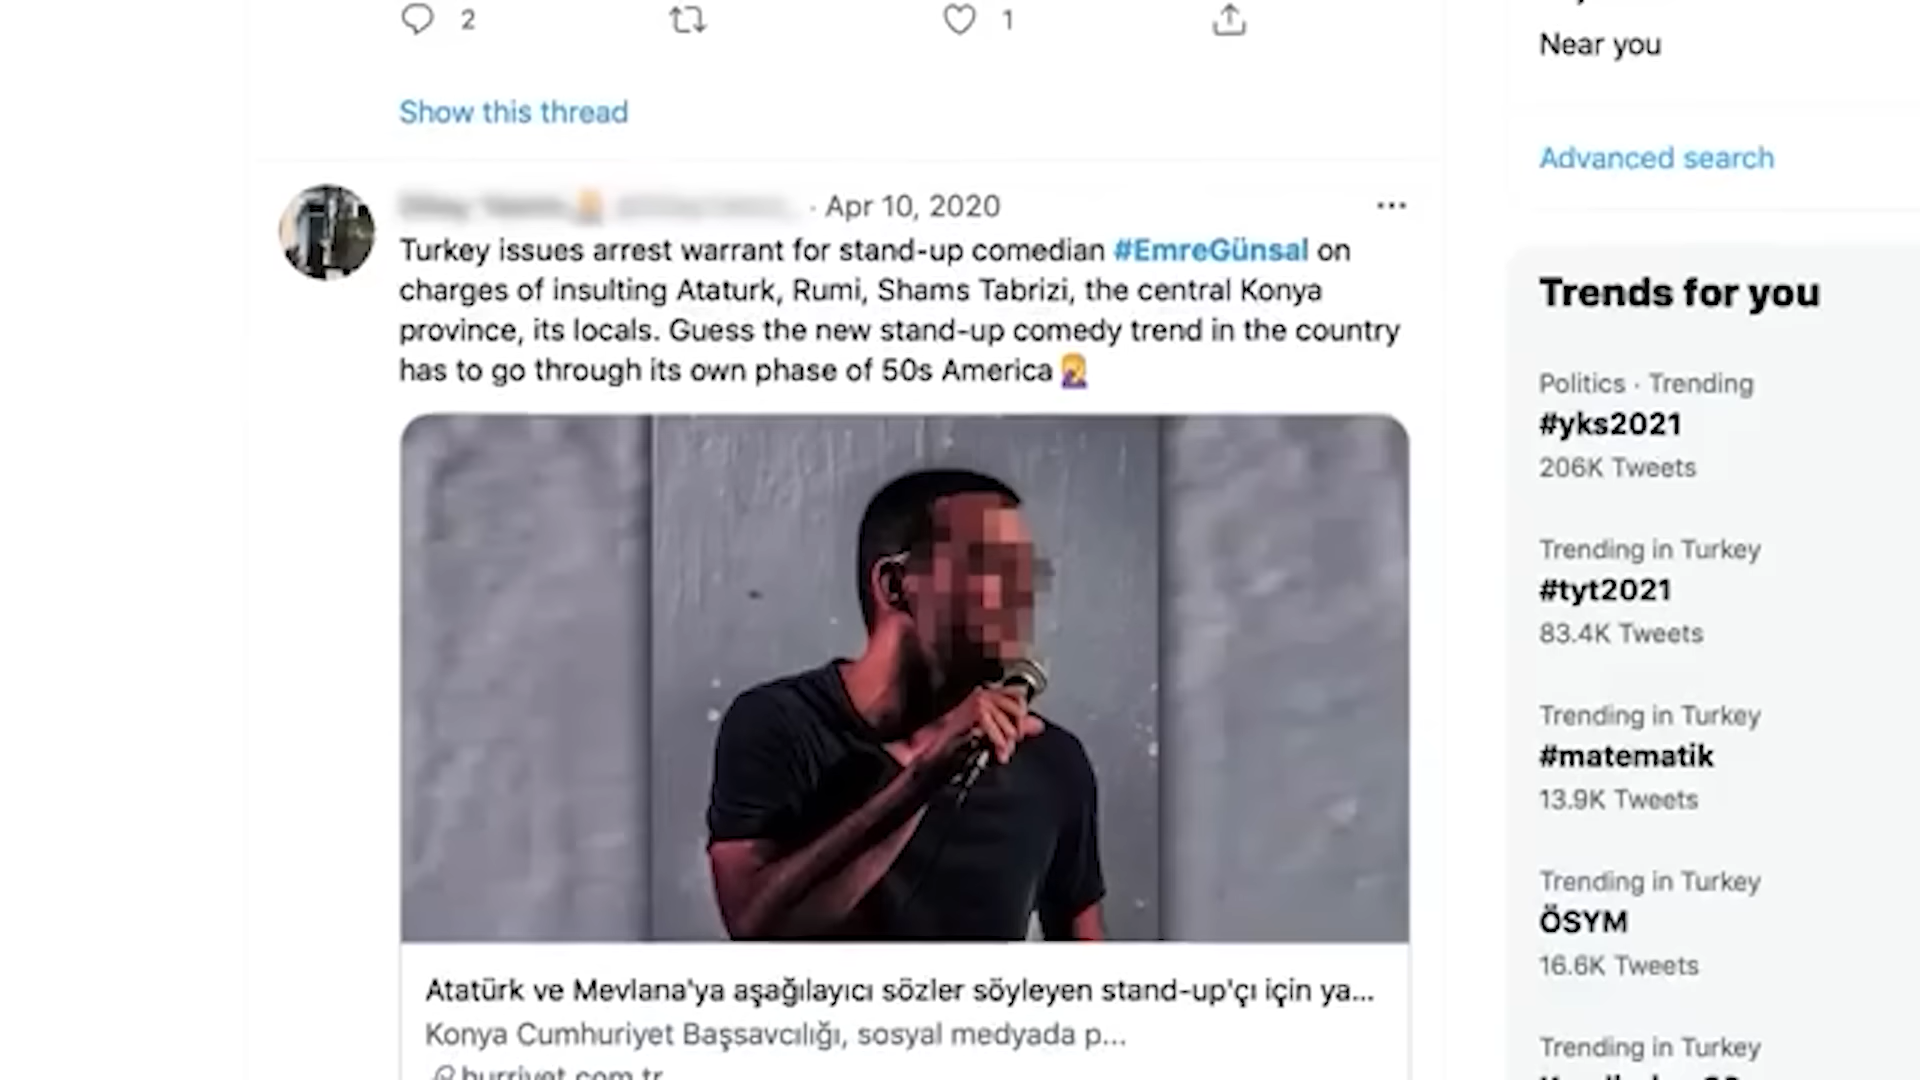 2
1
Show this thread
· Apr 10, 2020
Turkey issues arrest warrant for stand-up comedian #EmreGünsal on
charges of insulting Ataturk, Rumi, Shams Tabrizi, the central Konya
province, its locals. Guess the new stand-up comedy trend in the country
has to go through its own phase of 50s America 🤦‍♀️
Atatürk ve Mevlana'ya aşağılayıcı sözler söyleyen stand-up'çı için ya...
Konya Cumhuriyet Başsavcılığı, sosyal medyada p...
hurriyet.com.tr
Near you
Advanced search
Trends for you
Politics · Trending
#yks2021
206K Tweets
Trending in Turkey
#tyt2021
83.4K Tweets
Trending in Turkey
#matematik
13.9K Tweets
Trending in Turkey
ÖSYM
16.6K Tweets
Trending in Turkey